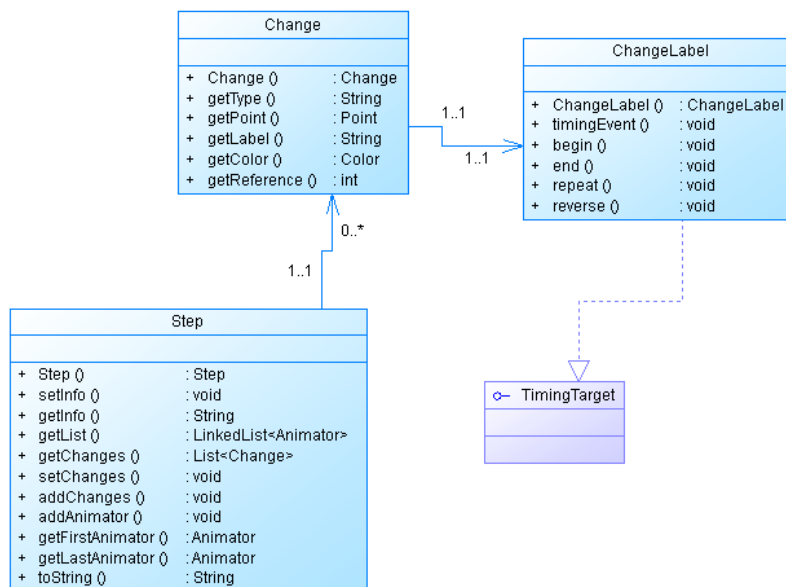 Change
+ Change () : Change
+ getType () : String
+ getPoint () : Point
+ getLabel () : String
+ getColor () : Color
+ getReference () : int
ChangeLabel
+ ChangeLabel () : ChangeLabel
+ timingEvent () : void
+ begin () : void
+ end () : void
+ repeat () : void
+ reverse () : void
1..1
1..1
0..*
1..1
Step
+ Step () : Step
+ setInfo () : void
+ getInfo () : String
+ getList () : LinkedList<Animator>
+ getChanges () : List<Change>
+ setChanges () : void
+ addChanges () : void
+ addAnimator () : void
+ getFirstAnimator () : Animator
+ getLastAnimator () : Animator
+ toString () : String
TimingTarget